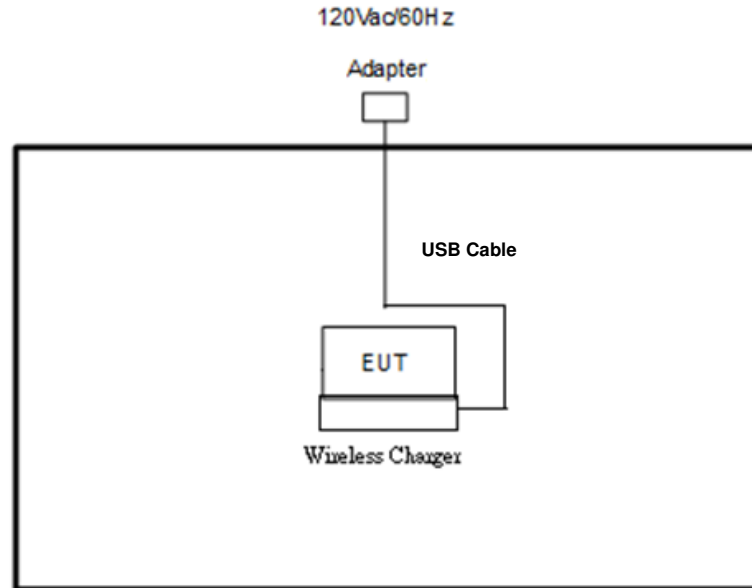 120Vac/60Hz
Adapter
USB Cable
EUT
Wireless Charger